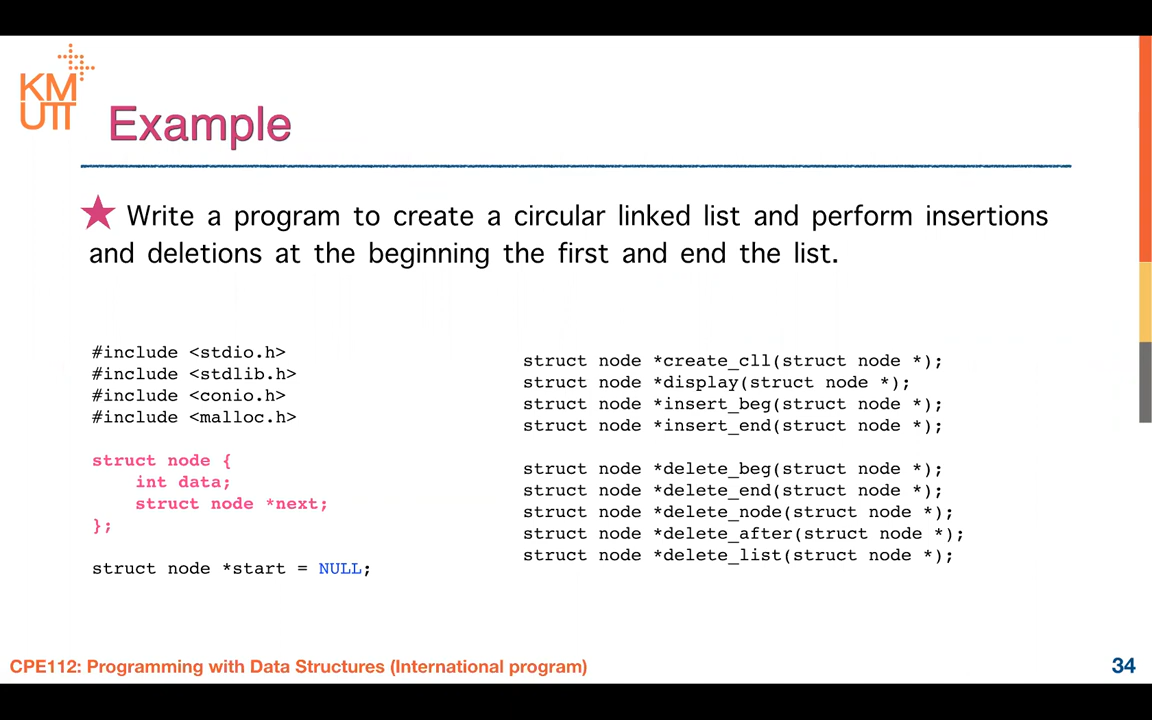 KM
UTT
Example
★ Write a program to create a circular linked list and perform insertions
and deletions at the beginning the first and end the list.
#include <stdio.h>
#include <stdlib.h>
#include <conio.h>
#include <malloc.h>
struct node {
    int data;
    struct node *next;
};
struct node *start = NULL;
struct node *create_cll(struct node *);
struct node *display(struct node *);
struct node *insert_beg(struct node *);
struct node *insert_end(struct node *);
struct node *delete_beg(struct node *);
struct node *delete_end(struct node *);
struct node *delete_node(struct node *);
struct node *delete_after(struct node *);
struct node *delete_list(struct node *);
CPE112: Programming with Data Structures (International program)
34